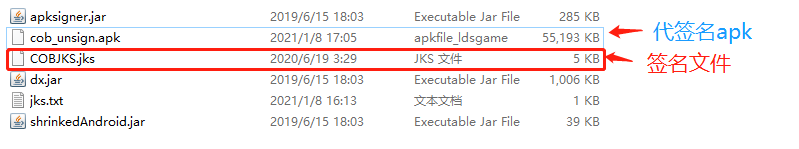 apksigner.jar 2019/6/15 18:03 Executable Jar File 285 KB
cob_unsign.apk 2021/1/8 17:05 apkfile_ldsgame 55,193 KB 代签名apk
COBJKS.jks 2020/6/19 3:29 JKS 文件 5 KB 签名文件
dx.jar 2019/6/15 18:03 Executable Jar File 1,006 KB
jks.txt 2021/1/8 16:13 文本文档 1 KB
shrinkedAndroid.jar 2019/6/15 18:03 Executable Jar File 39 KB